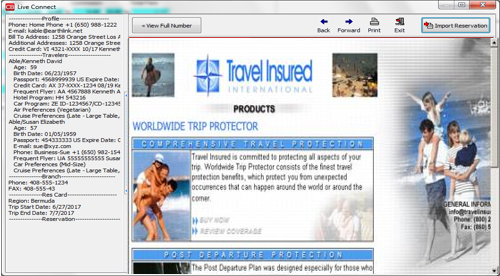 Live Connect
« View Full Number
Back
Forward
Print
Exit
Import Reservation
Profile
Phone: Home Phone +1 (650) 988-1222
E-mail: kable@earthlink.net
Bill To Address: 1258 Orange Street Los A
Additional Addresses: 1258 Orange Street
Credit Card: VI 4321-XXXX 10/17 Kennet
Travelers
Able/Kenneth David
Age: 59
Birth Date: 06/23/1957
Passport: 4568999939 US Expire Date:
Credit Card: AX 37-XXXX-1234 08/19 Ke
Frequent Flyer: AA 4567888 Kenneth A
Hotel Program: HH 543216
Car Program: ZE ID-1234567/CD-1234
Air Preferences (Vegetarian)
Cruise Preferences (Late - Large Table,
Able/Suzanne Elizabeth
Age: 57
Birth Date: 01/05/1959
Passport: 454333333 US Expire Date:
E-mail: sue@xyz.com
Phone: Business-Sue +1 (650) 982-154
Frequent Flyer: UA 55555555555 Susan
Car Preferences (Mid-Size)
Cruise Preferences (Late - Large Table,
Branch
Phone: 408-555-1234
FAX: 408-555-43
Res Card
Region: Bermuda
Trip Start Date: 6/27/2017
Trip End Date: 7/7/2017
Reservation
Travel Insured
INTERNATIONAL
PRODUCTS
WORLDWIDE TRIP PROTECTOR
COMPREHENSIVE TRAVEL PROTECTION
Travel Insured is committed to protecting all aspects of your
trip. Worldwide Trip Protector consists of the finest travel
protection benefits, which protect you from unexpected
occurrences that can happen around the world or around the
corner.
BUY NOW
REVIEW COVERAGE
POST DEPARTURE PROTECTION
The Post Departure Plan was designed especially for those who
GENERAL INFORM
info@travelinsu
Phone: (800) 2
Fax: (860) 5